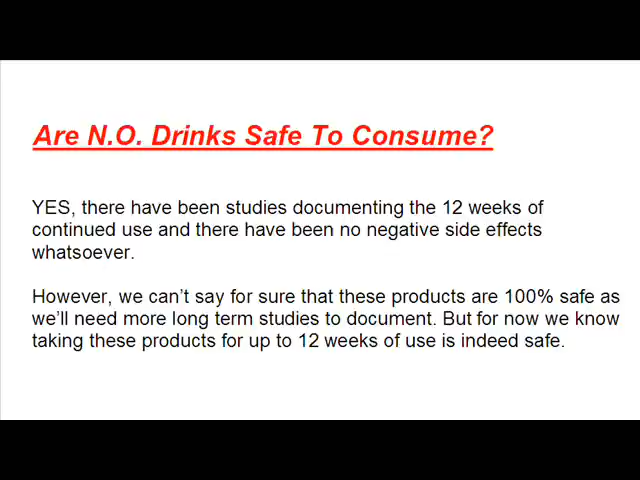 Are N.O. Drinks Safe To Consume?
YES, there have been studies documenting the 12 weeks of
continued use and there have been no negative side effects
whatsoever.
However, we can't say for sure that these products are 100% safe as
we'll need more long term studies to document. But for now we know
taking these products for up to 12 weeks of use is indeed safe.